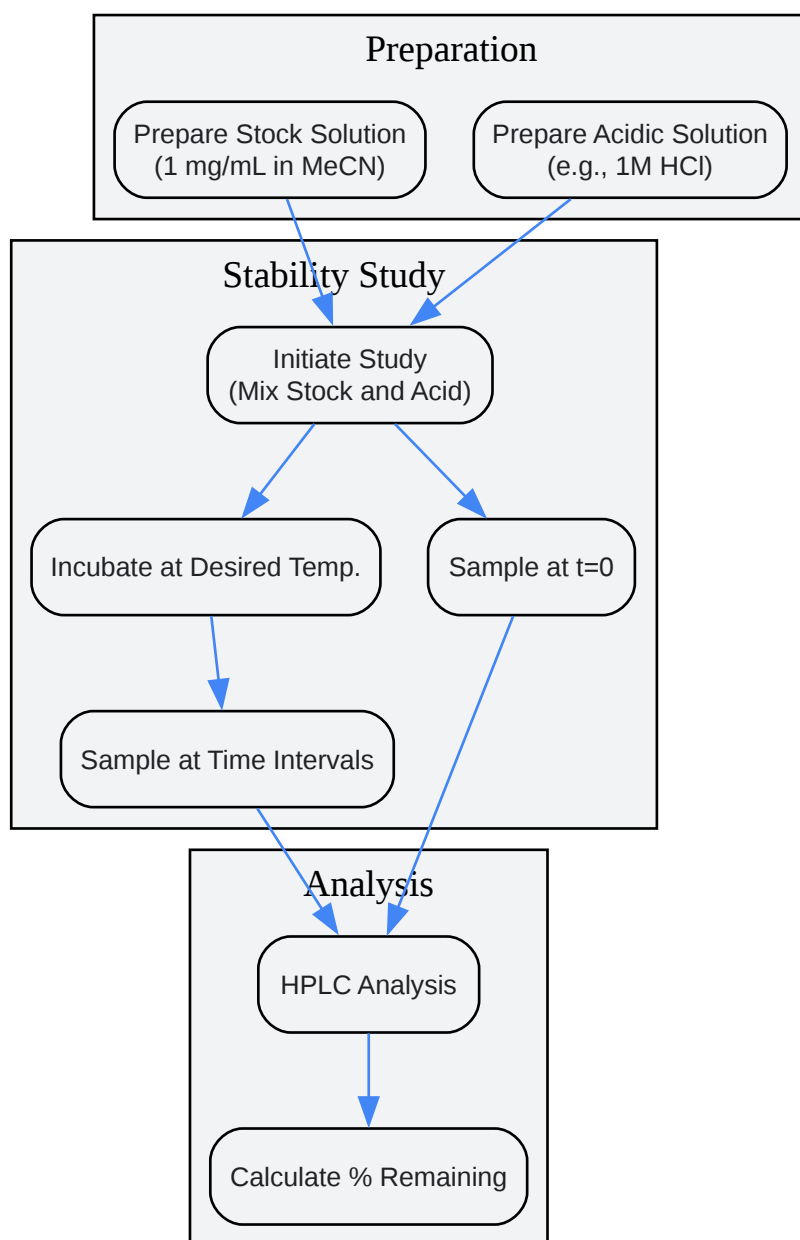 Preparation
Prepare Stock Solution
(1 mg/mL in MeCN)
Prepare Acidic Solution
(e.g., 1M HCl)
Stability Study
Initiate Study
(Mix Stock and Acid)
Incubate at Desired Temp.
Sample at t=0
Sample at Time Intervals
Analysis
HPLC Analysis
Calculate % Remaining